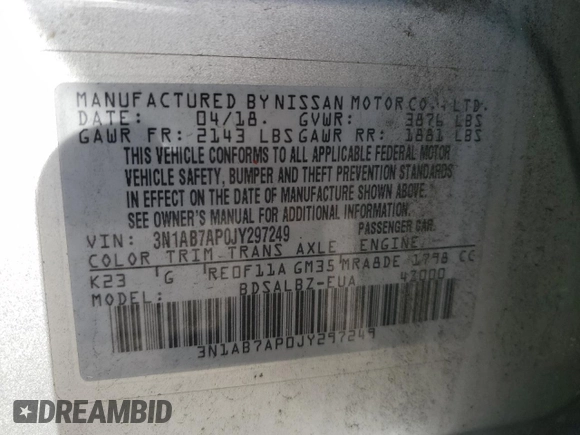 MANUFACTURED BY NISSAN MOTOR CO., LTD.
DATE: 04/18. GVWR: 3876 LBS
GAWR FR: 2143 LBS GAWR RR: 1881 LBS
THIS VEHICLE CONFORMS TO ALL APPLICABLE FEDERAL MOTOR
VEHICLE SAFETY, BUMPER AND THEFT PREVENTION STANDARDS
IN EFFECT ON THE DATE OF MANUFACTURE SHOWN ABOVE.
SEE OWNER'S MANUAL FOR ADDITIONAL INFORMATION.
VIN: 3N1AB7AP0JY297249 PASSENGER CAR.
COLOR TRIM TRANS AXLE ENGINE
K23 G RE0F11A GM35 MRA8DE 1798 CC
MODEL: BDSALBZ-EUA 47000
3N1AB7AP0JY297249
DREAMBID